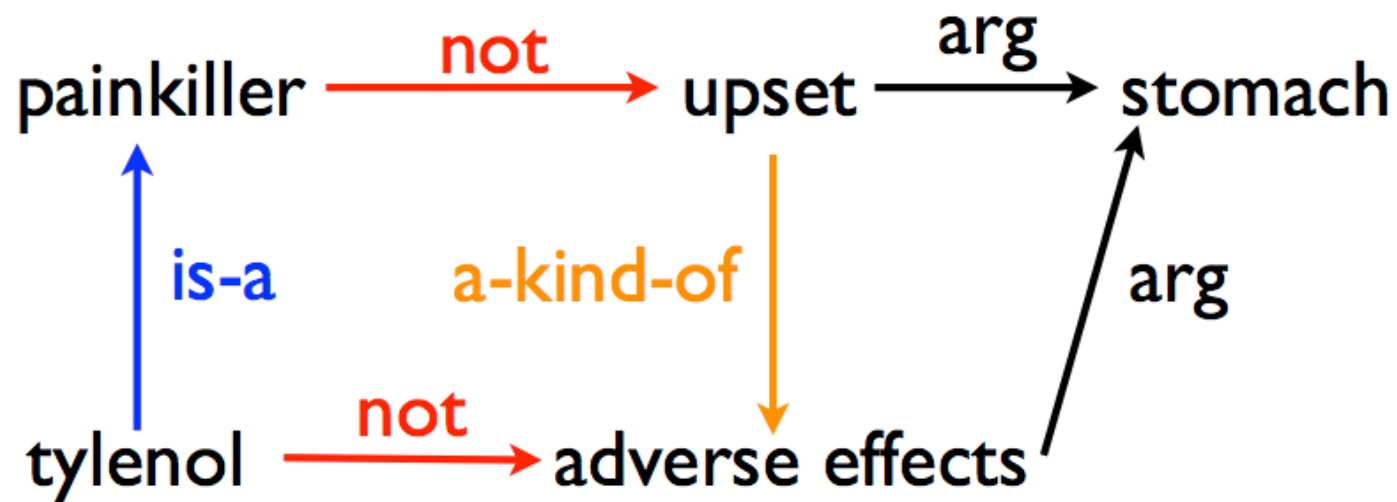 not
arg
painkiller
upset
stomach
is-a
a-kind-of
arg
not
tylenol
adverse effects